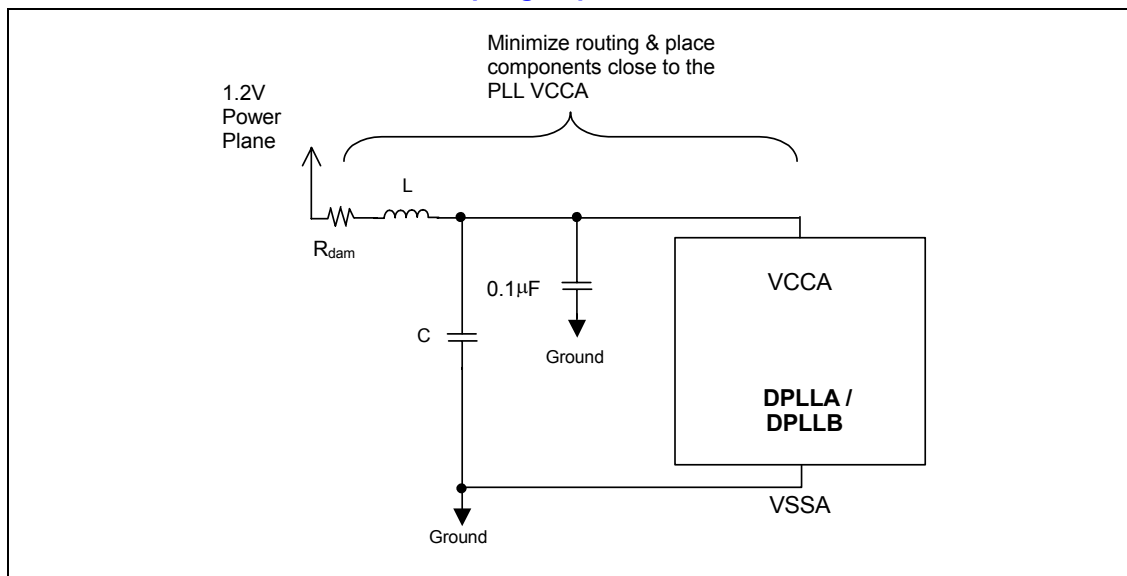 Minimize routing & place
components close to the
PLL VCCA
1.2V
Power
Plane
L
Rdam
0.1µF
VCCA
C
Ground
DPLLA /
DPLLB
VSSA
Ground